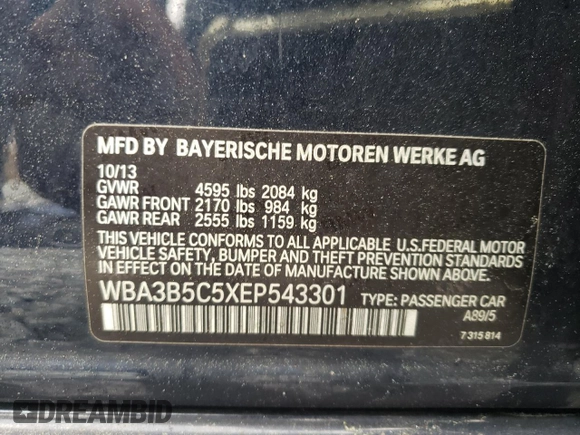 MFD BY BAYERISCHE MOTOREN WERKE AG
10/13
GVWR 4595 lbs 2084 kg
GAWR FRONT 2170 lbs 984 kg
GAWR REAR 2555 lbs 1159 kg
THIS VEHICLE CONFORMS TO ALL APPLICABLE U.S.FEDERAL MOTOR
VEHICLE SAFETY, BUMPER AND THEFT PREVENTION STANDARDS
IN EFFECT ON THE DATE OF MANUFACTURE SHOWN ABOVE.
WBA3B5C5XEP543301 TYPE: PASSENGER CAR
A89/5
7 315 814
DREAMBID